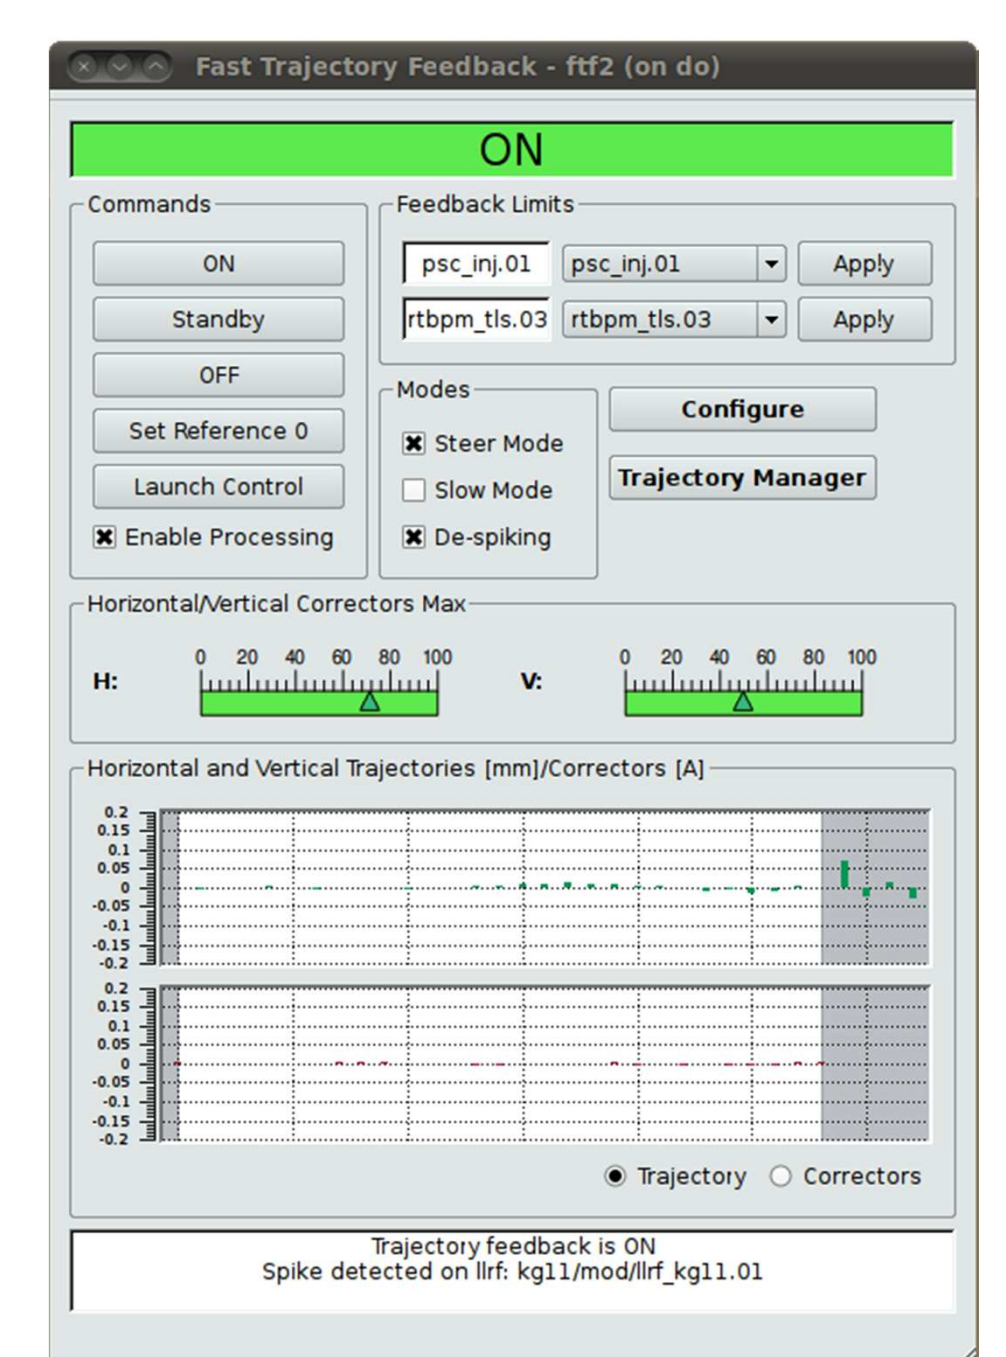 Fast Trajectory Feedback - ftf2 (on do)
ON
Commands
ON
Standby
OFF
Set Reference 0
Launch Control
Enable Processing
Feedback Limits
psc_inj.01 psc_inj.01 Apply
rtbpm_tls.03 rtbpm_tls.03 Apply
Modes
Steer Mode
Slow Mode
De-spiking
Configure
Trajectory Manager
Horizontal/Vertical Correctors Max
H: 0 20 40 60 80 100
V: 0 20 40 60 80 100
Horizontal and Vertical Trajectories [mm]/Correctors [A]
0.2
0.15
0.1
0.05
0
-0.05
-0.1
-0.15
-0.2
0.2
0.15
0.1
0.05
0
-0.05
-0.1
-0.15
-0.2
Trajectory Correctors
Trajectory feedback is ON
Spike detected on llrf: kg11/mod/llrf_kg11.01